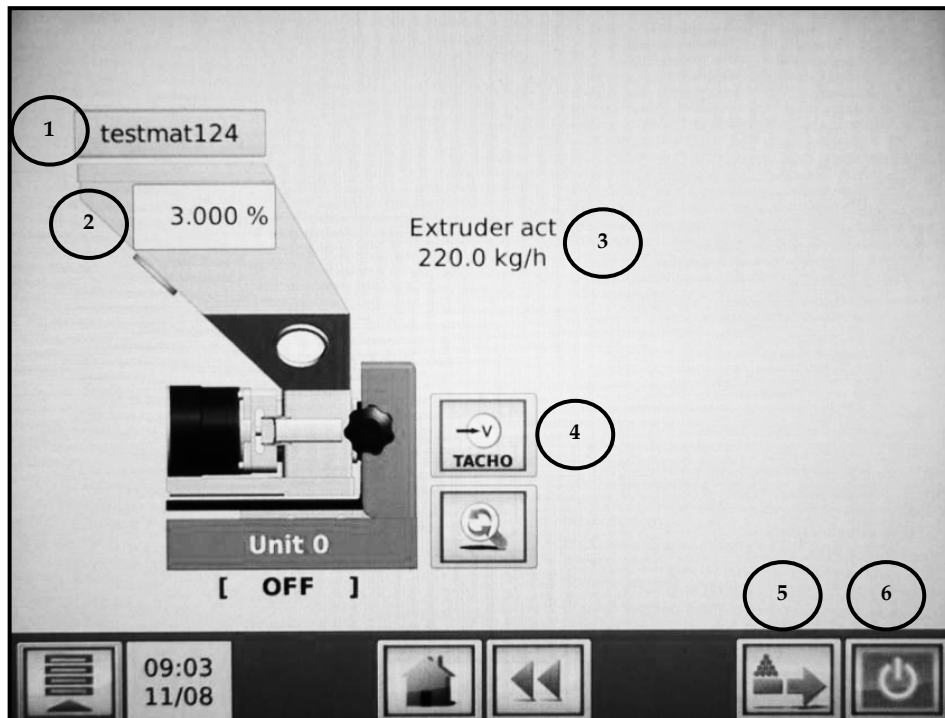 1
testmat124
2
3.000 %
Extruder act
220.0 kg/h
3
V
TACHO
4
Unit 0
[ OFF ]
5
6
09:03
11/08